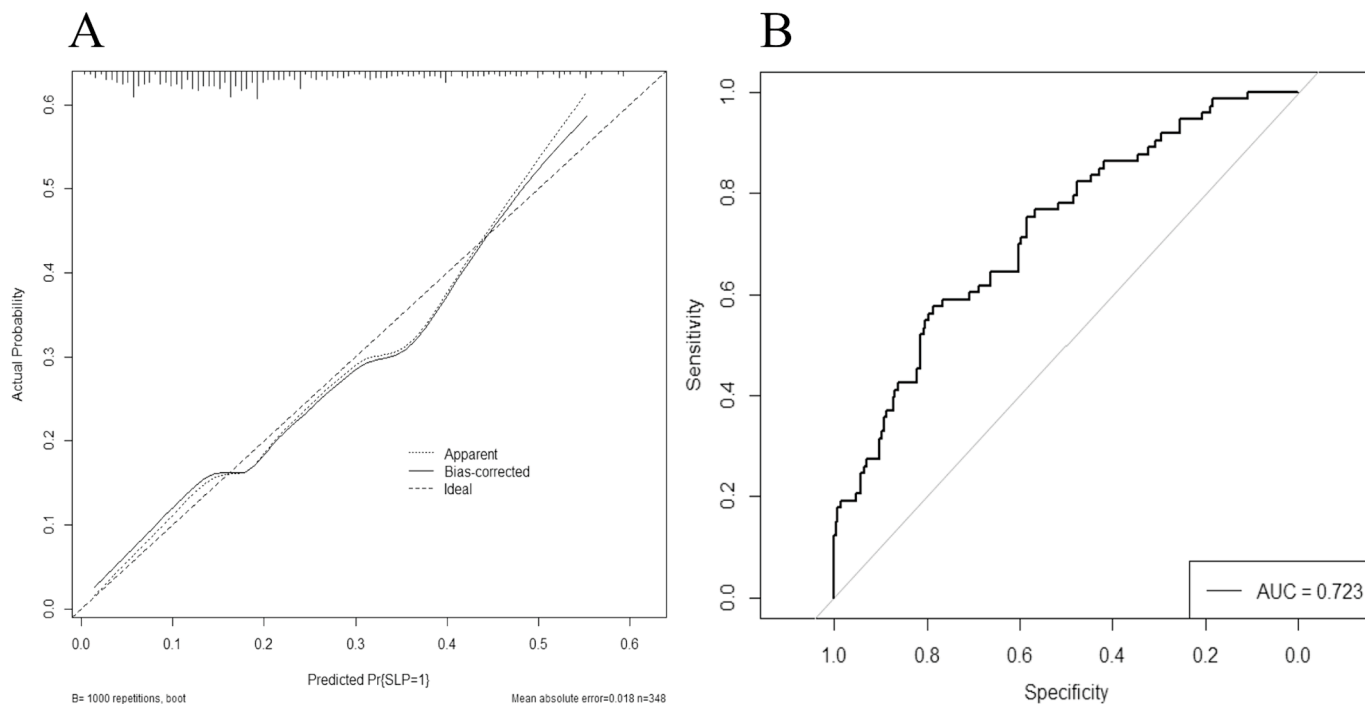 A
0.0
0.1
0.2
0.3
0.4
0.5
0.6
Actual Probability
Apparent
Bias-corrected
Ideal
0.0 0.1 0.2 0.3 0.4 0.5 0.6
Predicted Pr{SLP=1}
B= 1000 repetitions, boot
Mean absolute error=0.018 n=348
B
1.0
0.8
0.6
0.4
0.2
0.0
Sensitivity
AUC = 0.723
1.0 0.8 0.6 0.4 0.2 0.0
Specificity